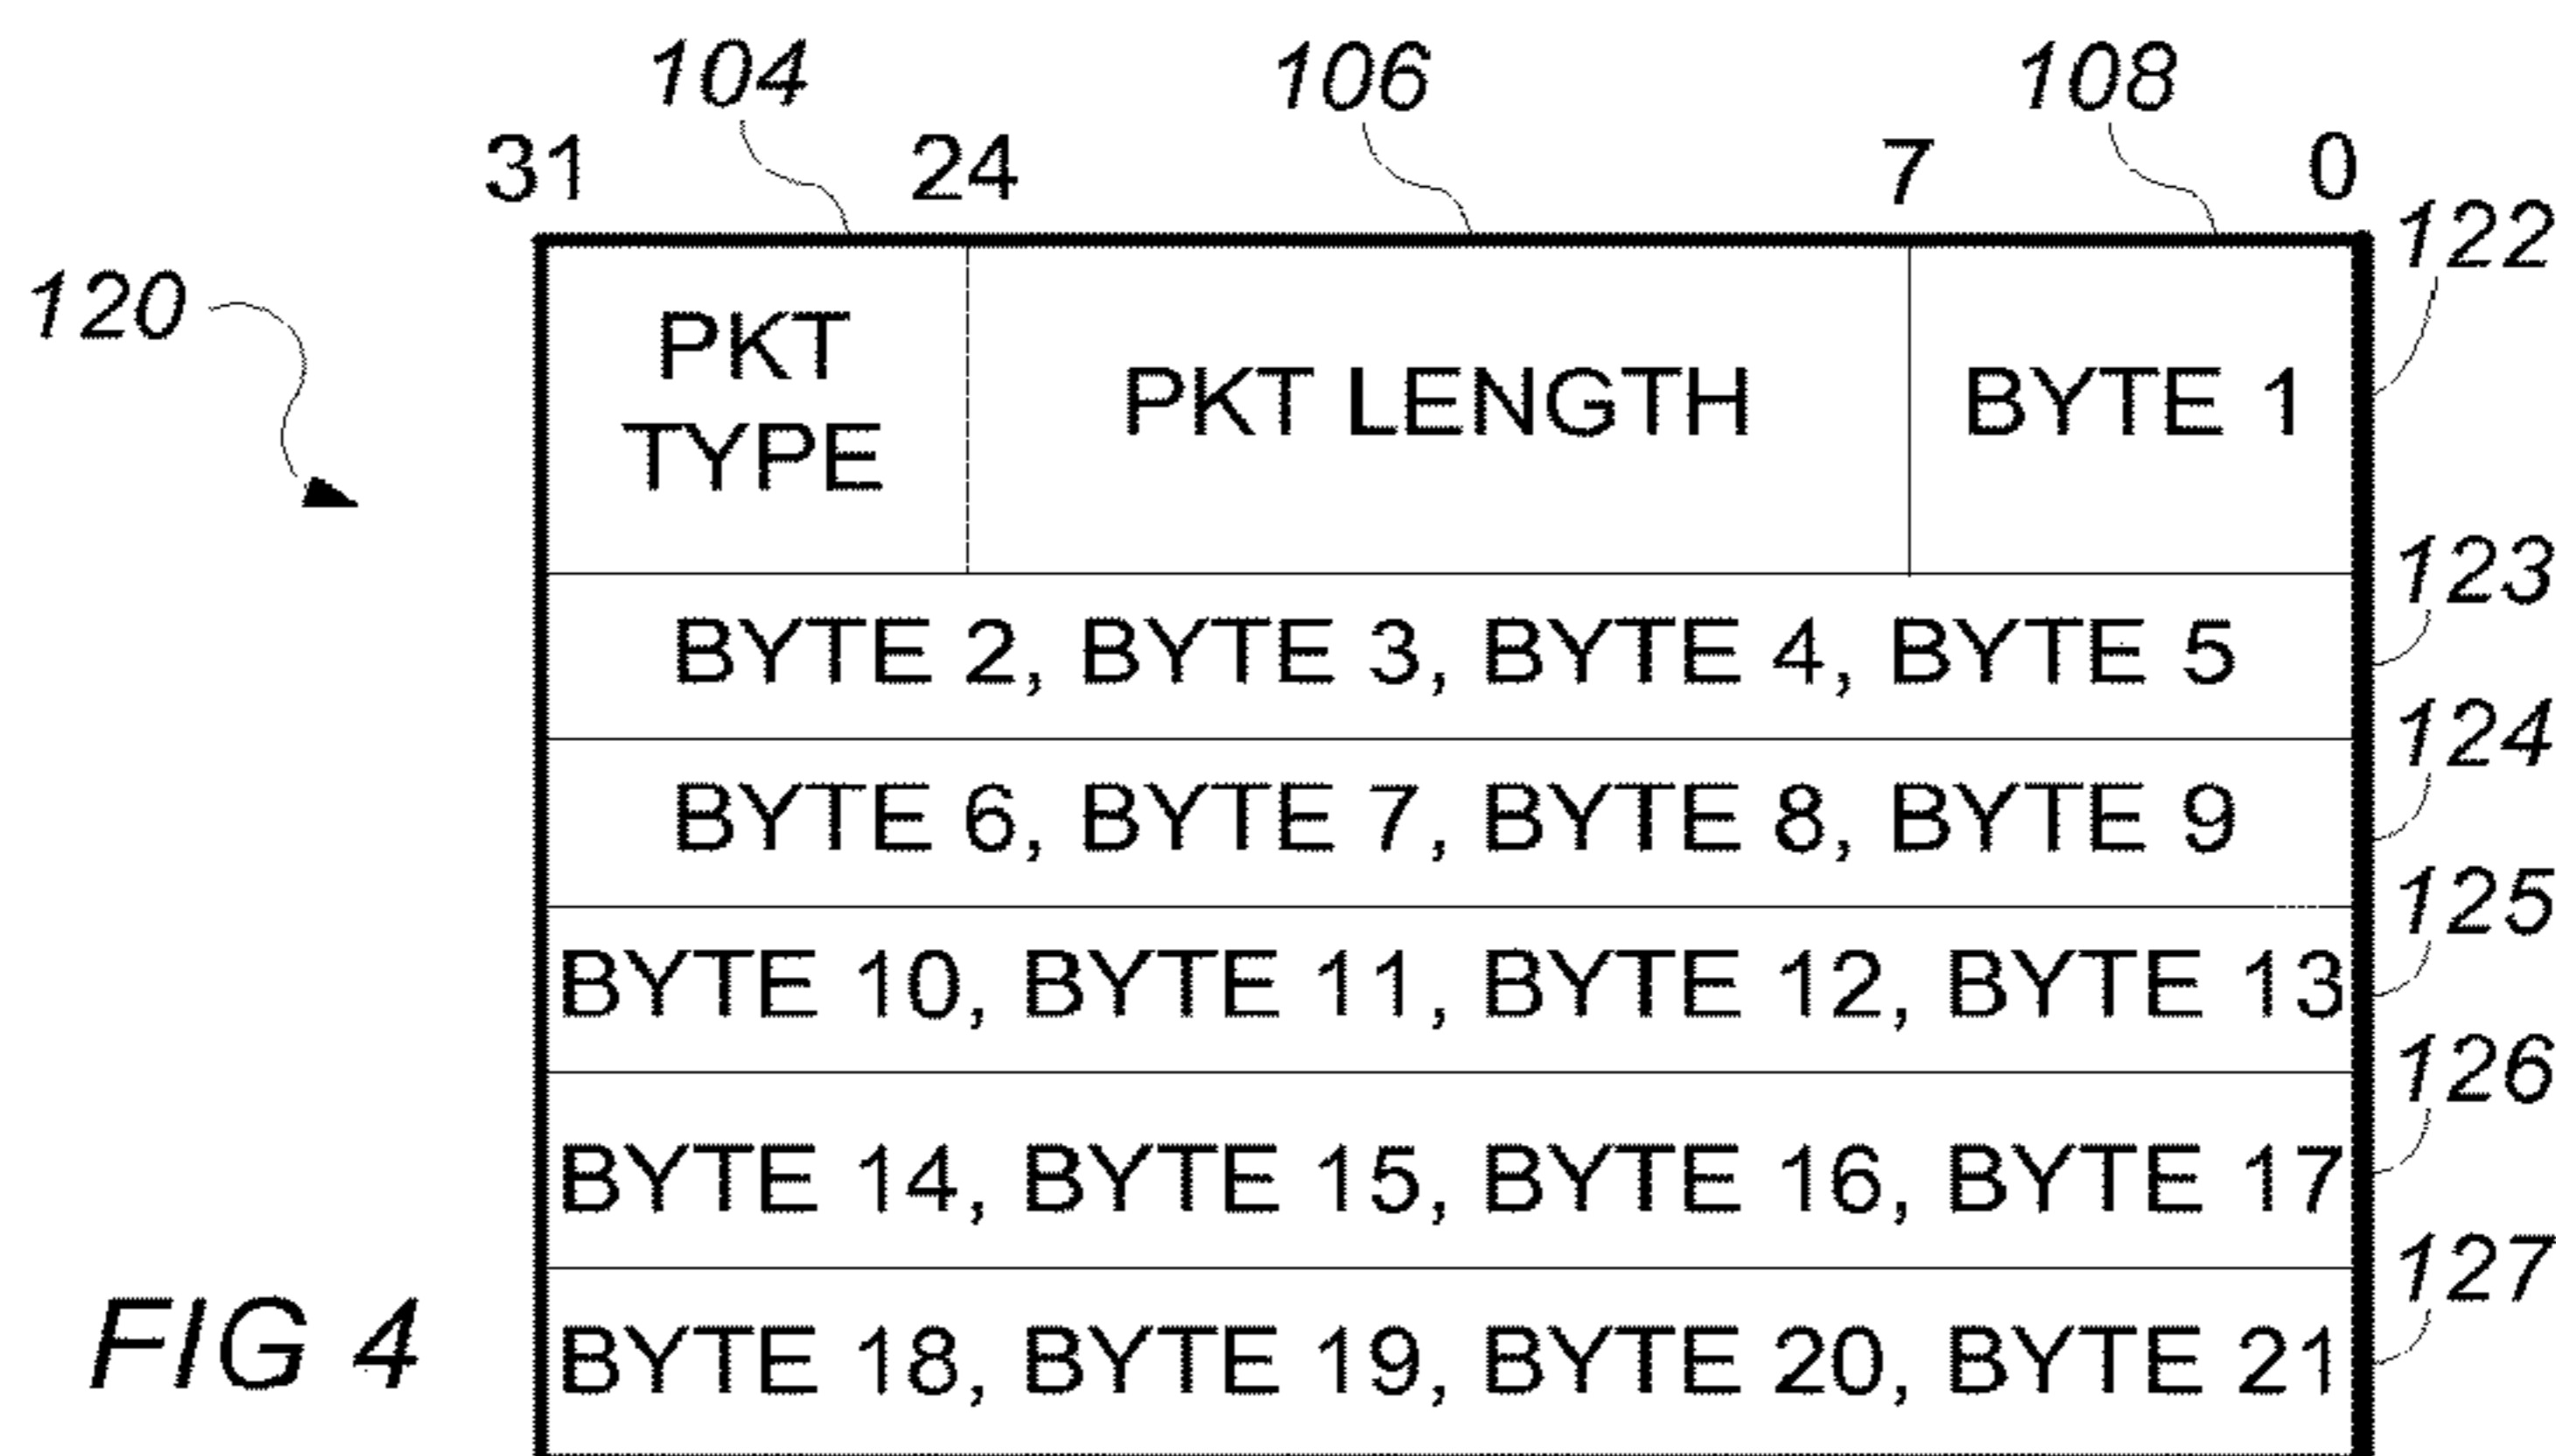 104 106 108
31 24 7 0
122
120
PKT TYPE PKT LENGTH BYTE 1
123
BYTE 2, BYTE 3, BYTE 4, BYTE 5
124
BYTE 6, BYTE 7, BYTE 8, BYTE 9
125
BYTE 10, BYTE 11, BYTE 12, BYTE 13
126
BYTE 14, BYTE 15, BYTE 16, BYTE 17
127
BYTE 18, BYTE 19, BYTE 20, BYTE 21
FIG 4